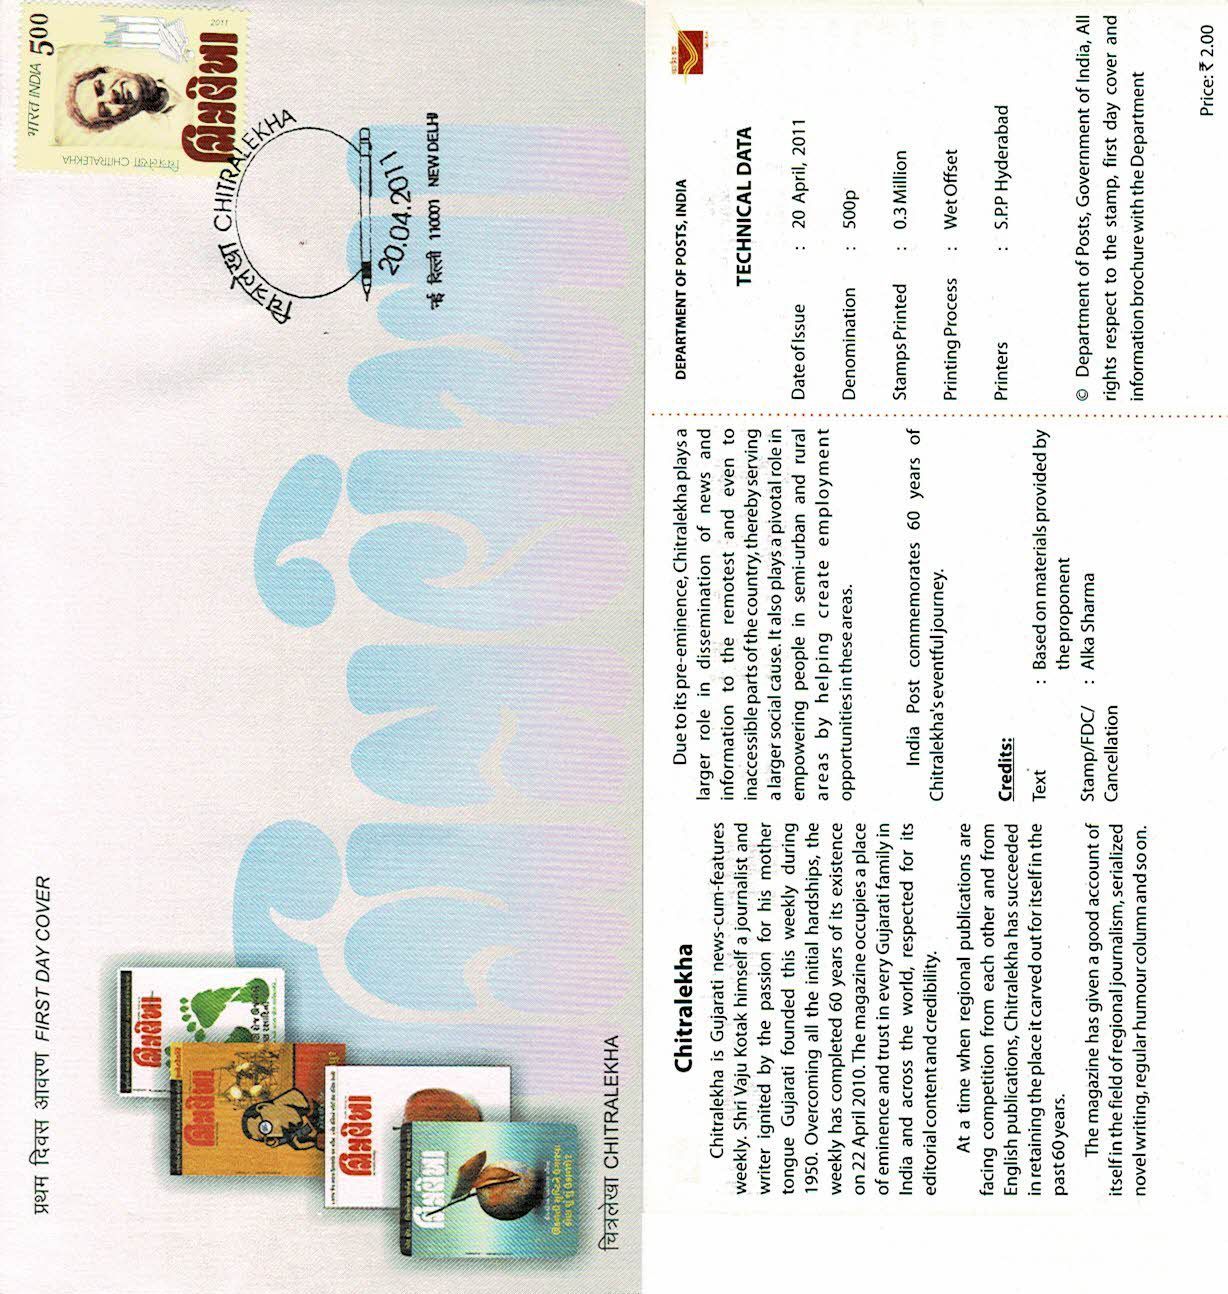 प्रथम दिवस आवरण FIRST DAY COVER
भारत INDIA 500
चित्रलेखा CHITRALEKHA
ચિત્રલેખા
2011
ચિત્રલેખા
ચિત્રલેખા
ચિત્રલેખા
ચિત્રલેખા
ચિત્રલેખા
चित्रलेखा CHITRALEKHA
20.04.2011
नई दिल्ली 110001 NEW DELHI
चित्रलेखा CHITRALEKHA
Chitralekha
Chitralekha is Gujarati news-cum-features
weekly. Shri Vaju Kotak himself a journalist and
writer ignited by the passion for his mother
tongue Gujarati founded this weekly during
1950. Overcoming all the initial hardships, the
weekly has completed 60 years of its existence
on 22 April 2010. The magazine occupies a place
of eminence and trust in every Gujarati family in
India and across the world, respected for its
editorial content and credibility.
At a time when regional publications are
facing competition from each other and from
English publications, Chitralekha has succeeded
in retaining the place it carved out for itself in the
past 60 years.
The magazine has given a good account of
itself in the field of regional journalism, serialized
novel writing, regular humour column and so on.
Due to its pre-eminence, Chitralekha plays a
larger role in dissemination of news and
information to the remotest and even to
inaccessible parts of the country, thereby serving
a larger social cause. It also plays a pivotal role in
empowering people in semi-urban and rural
areas by helping create employment
opportunities in these areas.
India Post commemorates 60 years of
Chitralekha's eventful journey.
Credits:
Text : Based on materials provided by
the proponent
Stamp/FDC/ : Alka Sharma
Cancellation
DEPARTMENT OF POSTS, INDIA
TECHNICAL DATA
Date of Issue : 20 April, 2011
Denomination : 500p
Stamps Printed : 0.3 Million
Printing Process : Wet Offset
Printers : S.P.P Hyderabad
© Department of Posts, Government of India, All
rights respect to the stamp, first day cover and
information brochure with the Department
Price: ₹ 2.00